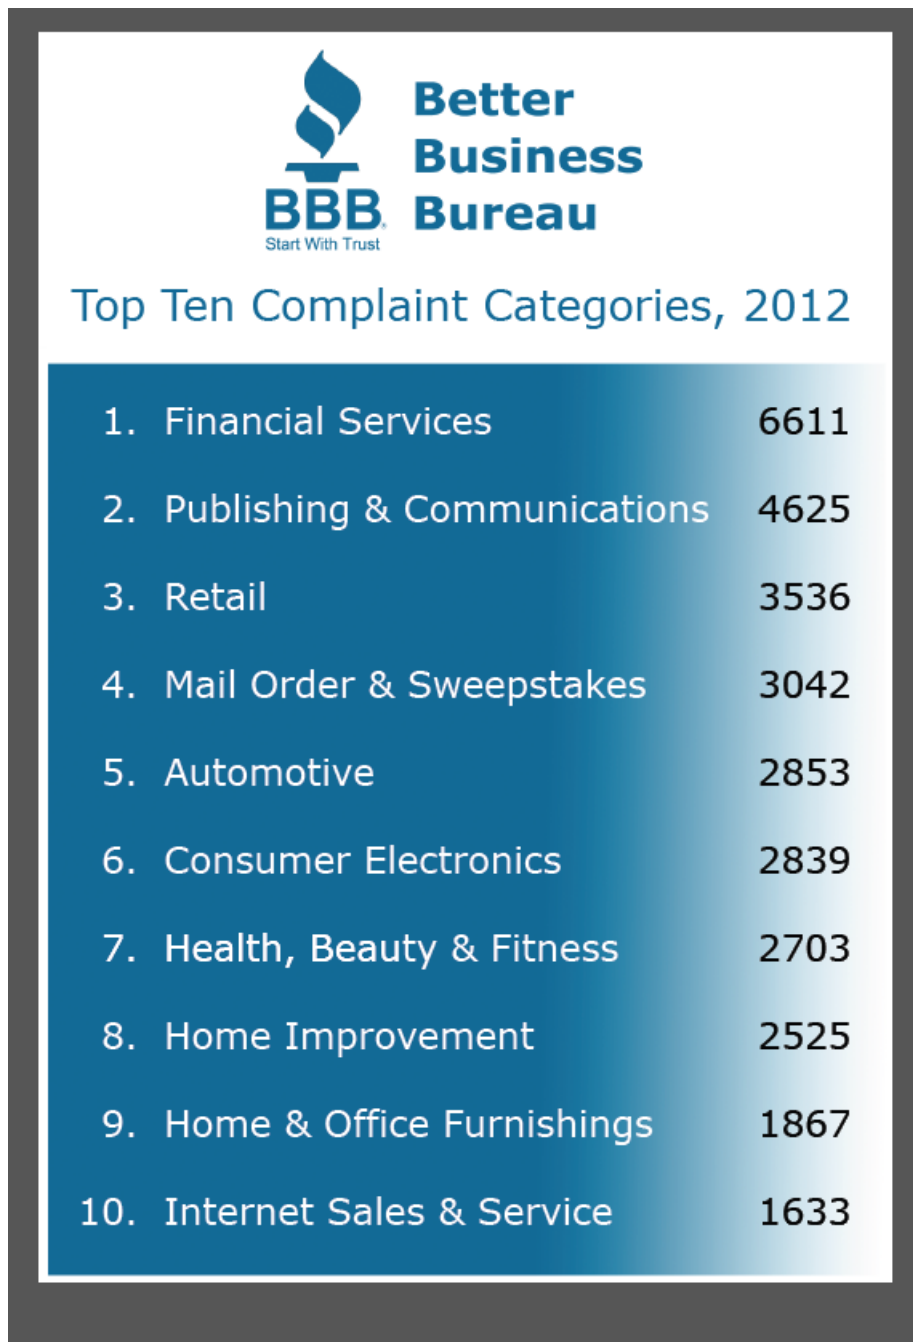 Better
Business
Bureau
BBB®
Start With Trust
Top Ten Complaint Categories, 2012
1. Financial Services 6611
2. Publishing & Communications 4625
3. Retail 3536
4. Mail Order & Sweepstakes 3042
5. Automotive 2853
6. Consumer Electronics 2839
7. Health, Beauty & Fitness 2703
8. Home Improvement 2525
9. Home & Office Furnishings 1867
10. Internet Sales & Service 1633